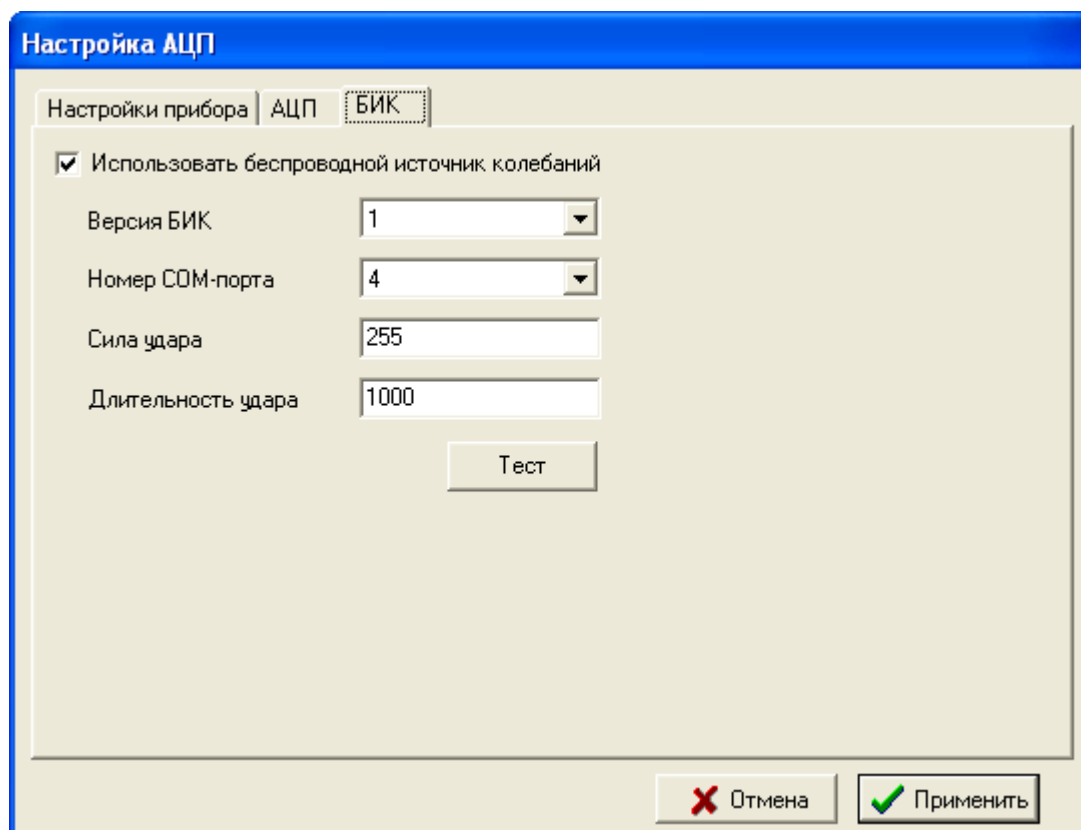 Настройка АЦП
Настройки прибора АЦП БИК
Использовать беспроводной источник колебаний
Версия БИК 1
Номер COM-порта 4
Сила удара 255
Длительность удара 1000
Тест
Отмена Применить